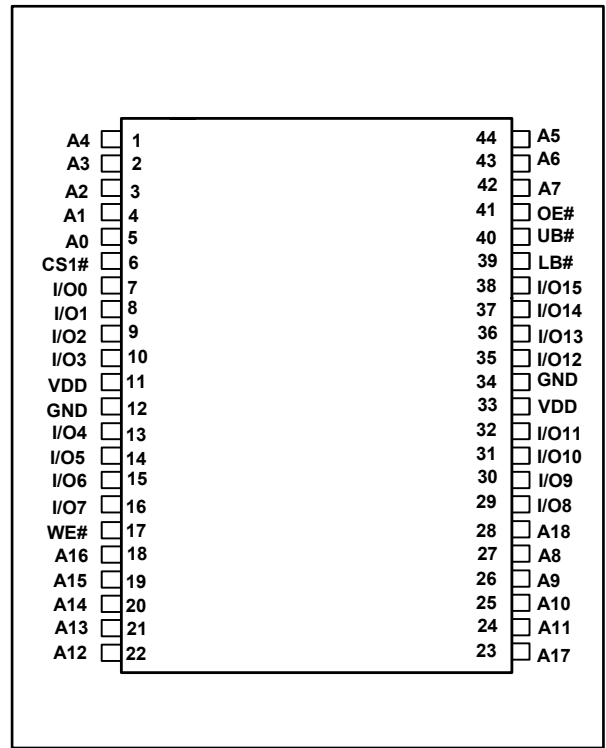 A4 1 44 A5
A3 2 43 A6
A2 3 42 A7
A1 4 41 OE#
A0 5 40 UB#
CS1# 6 39 LB#
I/O0 7 38 I/O15
I/O1 8 37 I/O14
I/O2 9 36 I/O13
I/O3 10 35 I/O12
VDD 11 34 GND
GND 12 33 VDD
I/O4 13 32 I/O11
I/O5 14 31 I/O10
I/O6 15 30 I/O9
I/O7 16 29 I/O8
WE# 17 28 A18
A16 18 27 A8
A15 19 26 A9
A14 20 25 A10
A13 21 24 A11
A12 22 23 A17